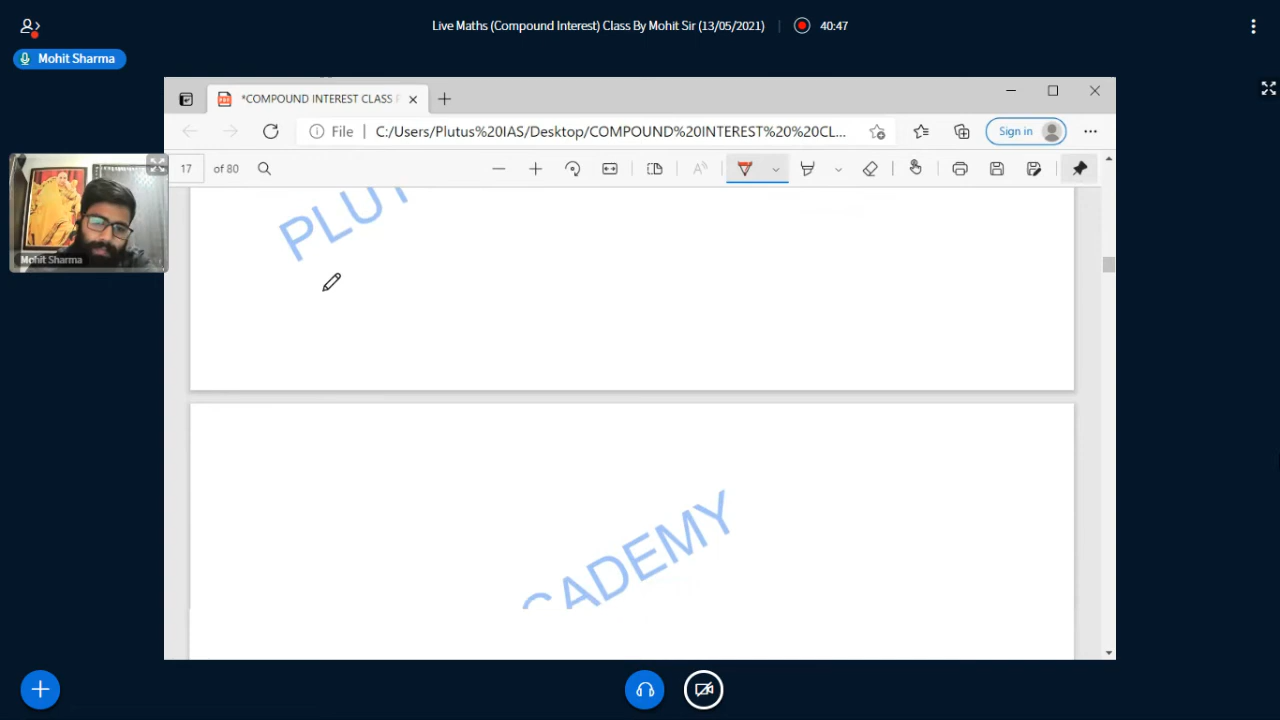 Live Maths (Compound Interest) Class By Mohit Sir (13/05/2021)
40:47
Mohit Sharma
*COMPOUND INTEREST CLASS
File
C:/Users/Plutus%20IAS/Desktop/COMPOUND%20INTEREST%20%20CL...
Sign in
17
of 80
PLUT
Mohit Sharma
CADEMY